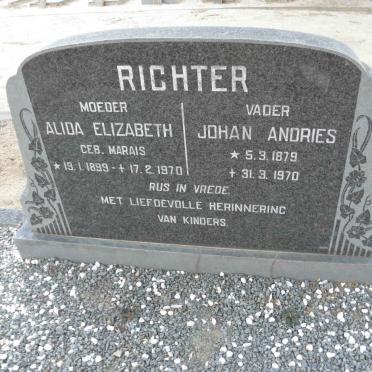 RICHTER
MOEDER
ALIDA ELIZABETH
GEB. MARAIS
* 19.1.1899 - † 17.2.1970
VADER
JOHAN ANDRIES
* 5.3.1879
† 31.3.1970
RUS IN VREDE
MET LIEFDEVOLLE HERINNERING
VAN KINDERS